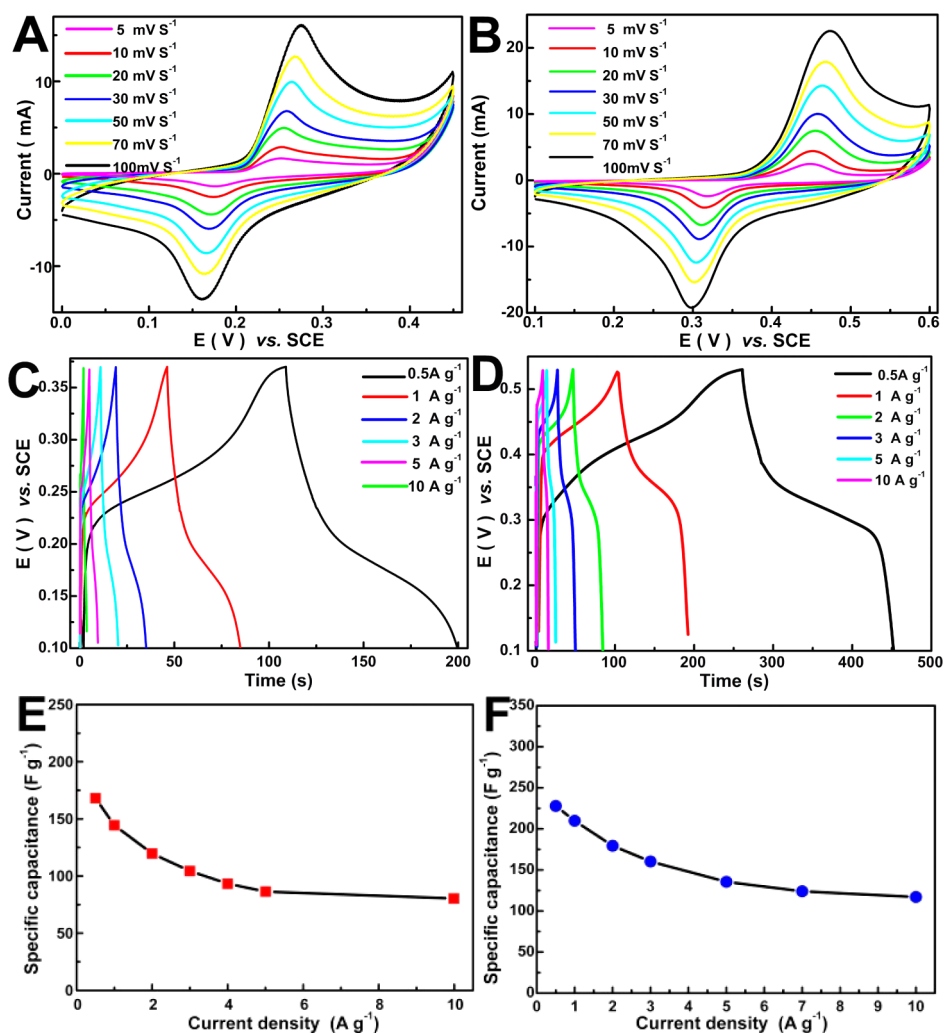 A
5 mV S-1
10 mV S-1
20 mV S-1
30 mV S-1
50 mV S-1
70 mV S-1
100mV S-1
Current ( mA)
10
0
-10
0.0 0.1 0.2 0.3 0.4
E ( V ) vs. SCE
B
5 mV S-1
10 mV S-1
20 mV S-1
30 mV S-1
50 mV S-1
70 mV S-1
100mV S-1
Current (mA)
20
10
0
-10
-20
0.1 0.2 0.3 0.4 0.5 0.6
E ( V ) vs. SCE
C
0.5A g-1
1 A g-1
2 A g-1
3 A g-1
5 A g-1
10 A g-1
E ( V ) vs. SCE
0.35
0.30
0.25
0.20
0.15
0.10
0 50 100 150 200
Time (s)
D
0.5A g-1
1 A g-1
2 A g-1
3 A g-1
5 A g-1
10 A g-1
E ( V ) vs. SCE
0.5
0.4
0.3
0.2
0.1
0 100 200 300 400 500
Time (s)
E
Specific capacitance (F g-1)
250
200
150
100
50
0
0 2 4 6 8 10
Current density (A g-1)
F
Specific capacitance (F g-1)
350
300
250
200
150
100
50
0
0 1 2 3 4 5 6 7 8 9 10
Current density (A g-1)